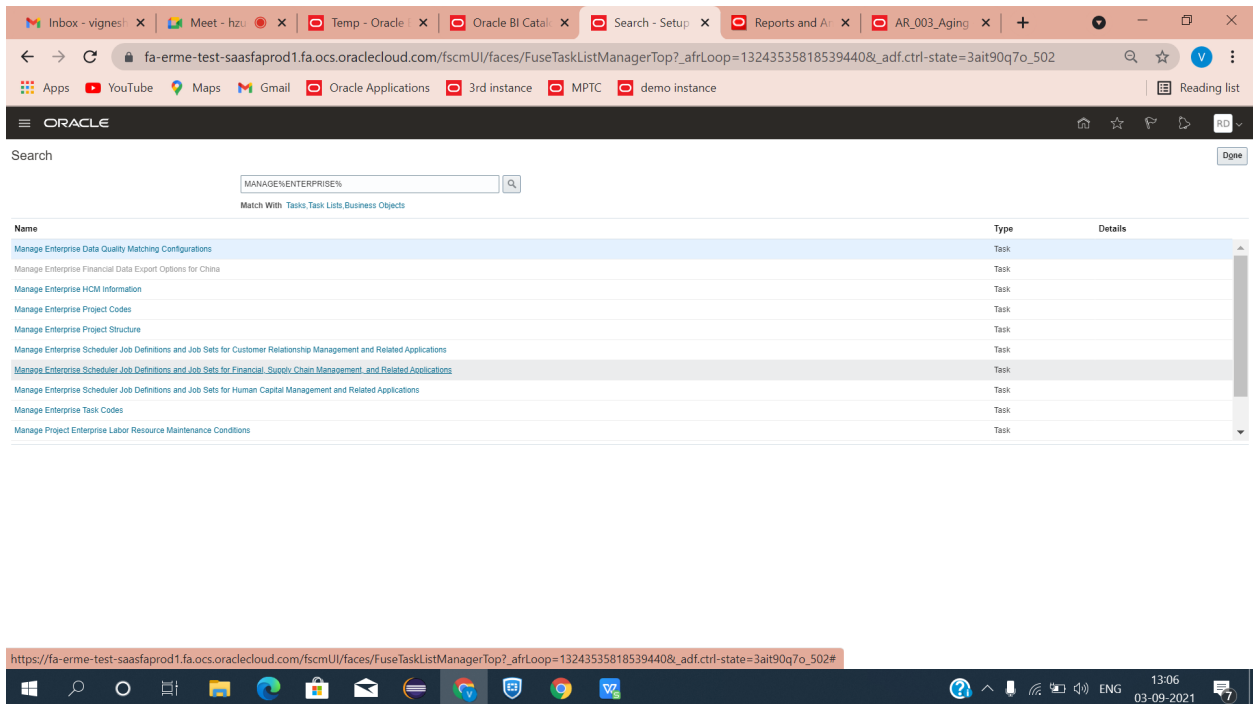 Inbox - vignesh
Meet - hzu
Temp - Oracle
Oracle BI Catal
Search - Setup
Reports and A
AR_003_Aging
fa-erme-test-saasfaprod1.fa.ocs.oraclecloud.com/fscmUI/faces/FuseTaskListManagerTop?_afrLoop=13243535818539440&_adf.ctrl-state=3ait90q7o_502
V
Apps YouTube Maps Gmail Oracle Applications 3rd instance MPTC demo instance Reading list
ORACLE RD
Search Done
MANAGE%ENTERPRISE%
Match With Tasks,Task Lists,Business Objects
Name Type Details
Manage Enterprise Data Quality Matching Configurations Task
Manage Enterprise Financial Data Export Options for China Task
Manage Enterprise HCM Information Task
Manage Enterprise Project Codes Task
Manage Enterprise Project Structure Task
Manage Enterprise Scheduler Job Definitions and Job Sets for Customer Relationship Management and Related Applications Task
Manage Enterprise Scheduler Job Definitions and Job Sets for Financial, Supply Chain Management, and Related Applications Task
Manage Enterprise Scheduler Job Definitions and Job Sets for Human Capital Management and Related Applications Task
Manage Enterprise Task Codes Task
Manage Project Enterprise Labor Resource Maintenance Conditions Task
https://fa-erme-test-saasfaprod1.fa.ocs.oraclecloud.com/fscmUI/faces/FuseTaskListManagerTop?_afrLoop=13243535818539440&_adf.ctrl-state=3ait90q7o_502#
ENG 13:06
03-09-2021
7